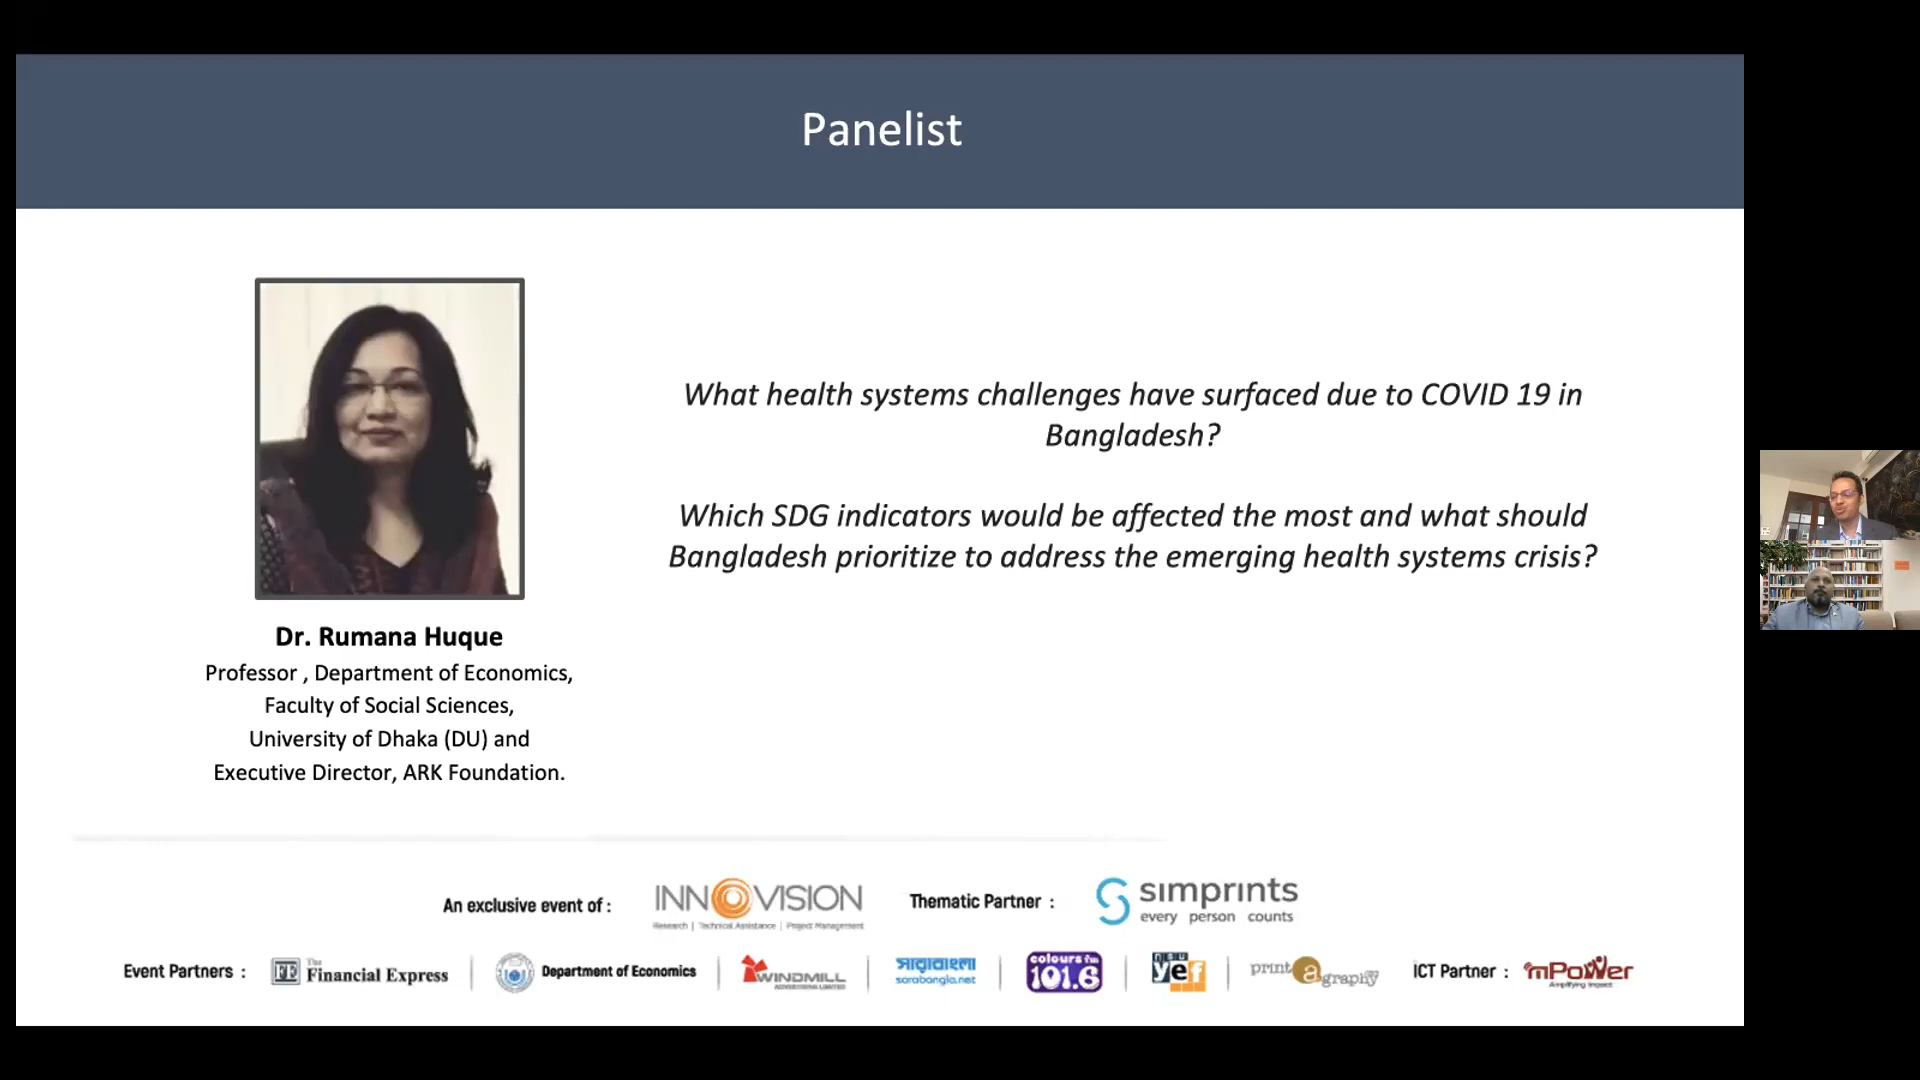 Panelist
What health systems challenges have surfaced due to COVID 19 in
Bangladesh?
Which SDG indicators would be affected the most and what should
Bangladesh prioritize to address the emerging health systems crisis?
Dr. Rumana Huque
Professor , Department of Economics,
Faculty of Social Sciences,
University of Dhaka (DU) and
Executive Director, ARK Foundation.
An exclusive event of :
INNOVISION
Research | Technical Assistance | Project Management
Thematic Partner :
simprints
every person counts
Event Partners :
FE The Financial Express
Department of Economics
WINDMILL
ADVERTISING LIMITED
সারাবাংলা
sarabangla.net
colours fm
101.6
nsu
yef
print a graphy
ICT Partner :
mPower
Amplifying Impact